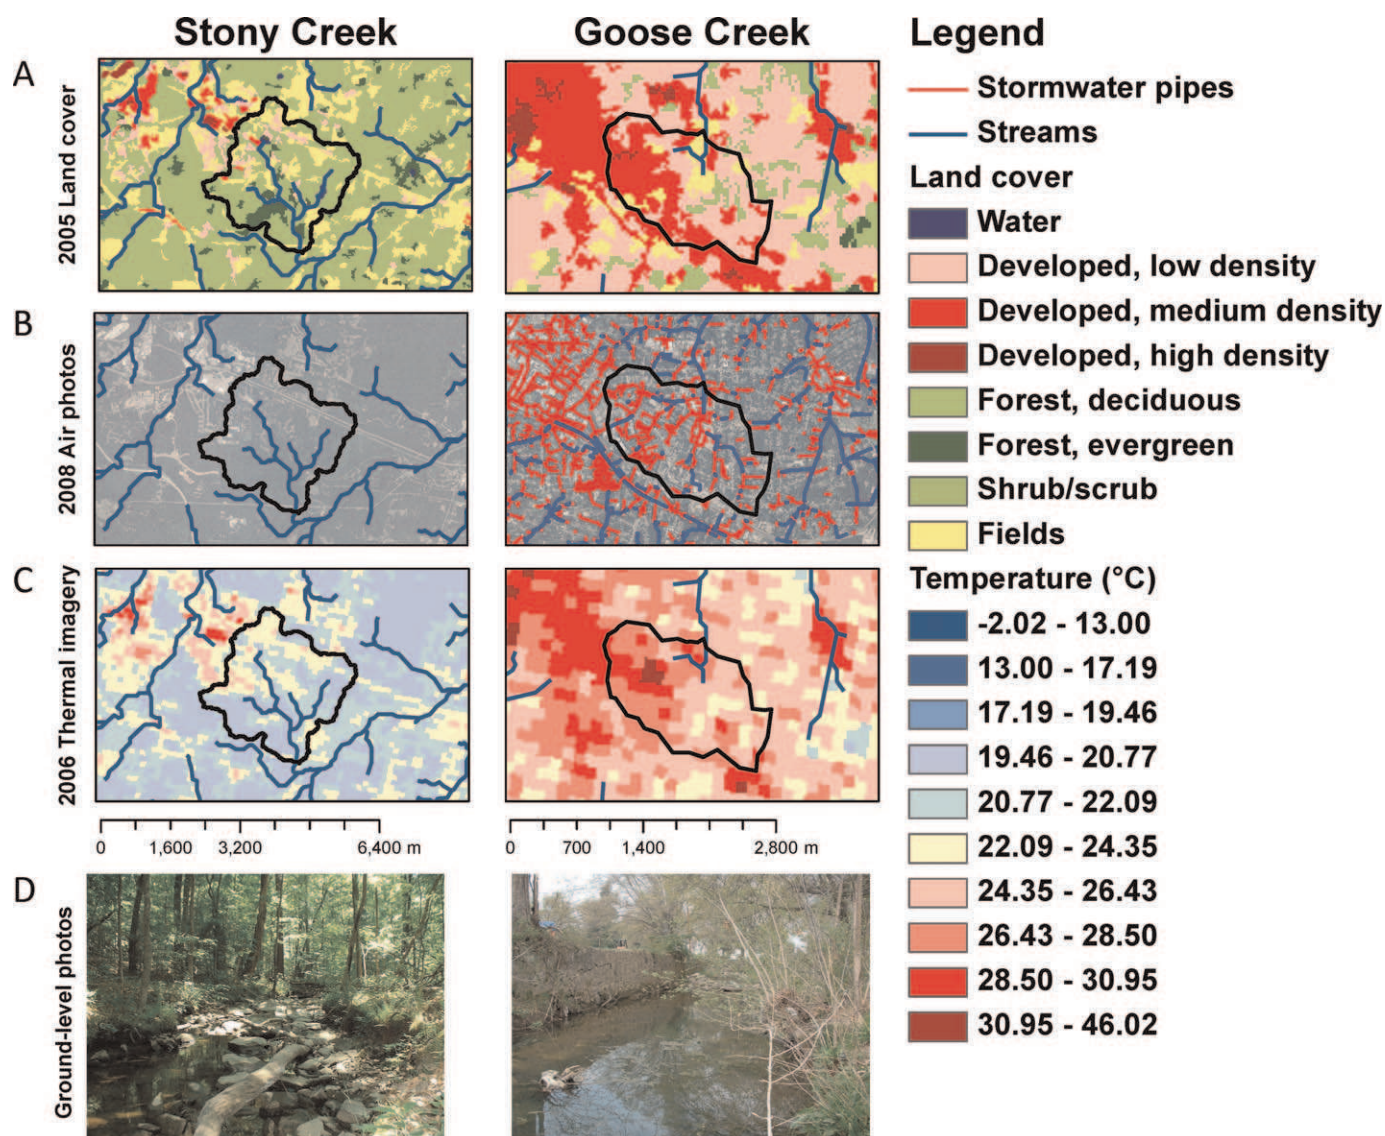 Stony Creek
Goose Creek
Legend
A
2005 Land cover
Stormwater pipes
Streams
Land cover
Water
Developed, low density
Developed, medium density
Developed, high density
Forest, deciduous
Forest, evergreen
Shrub/scrub
Fields
B
2008 Air photos
C
2006 Thermal imagery
Temperature (°C)
-2.02 - 13.00
13.00 - 17.19
17.19 - 19.46
19.46 - 20.77
20.77 - 22.09
22.09 - 24.35
24.35 - 26.43
26.43 - 28.50
28.50 - 30.95
30.95 - 46.02
0 1,600 3,200 6,400 m
0 700 1,400 2,800 m
D
Ground-level photos